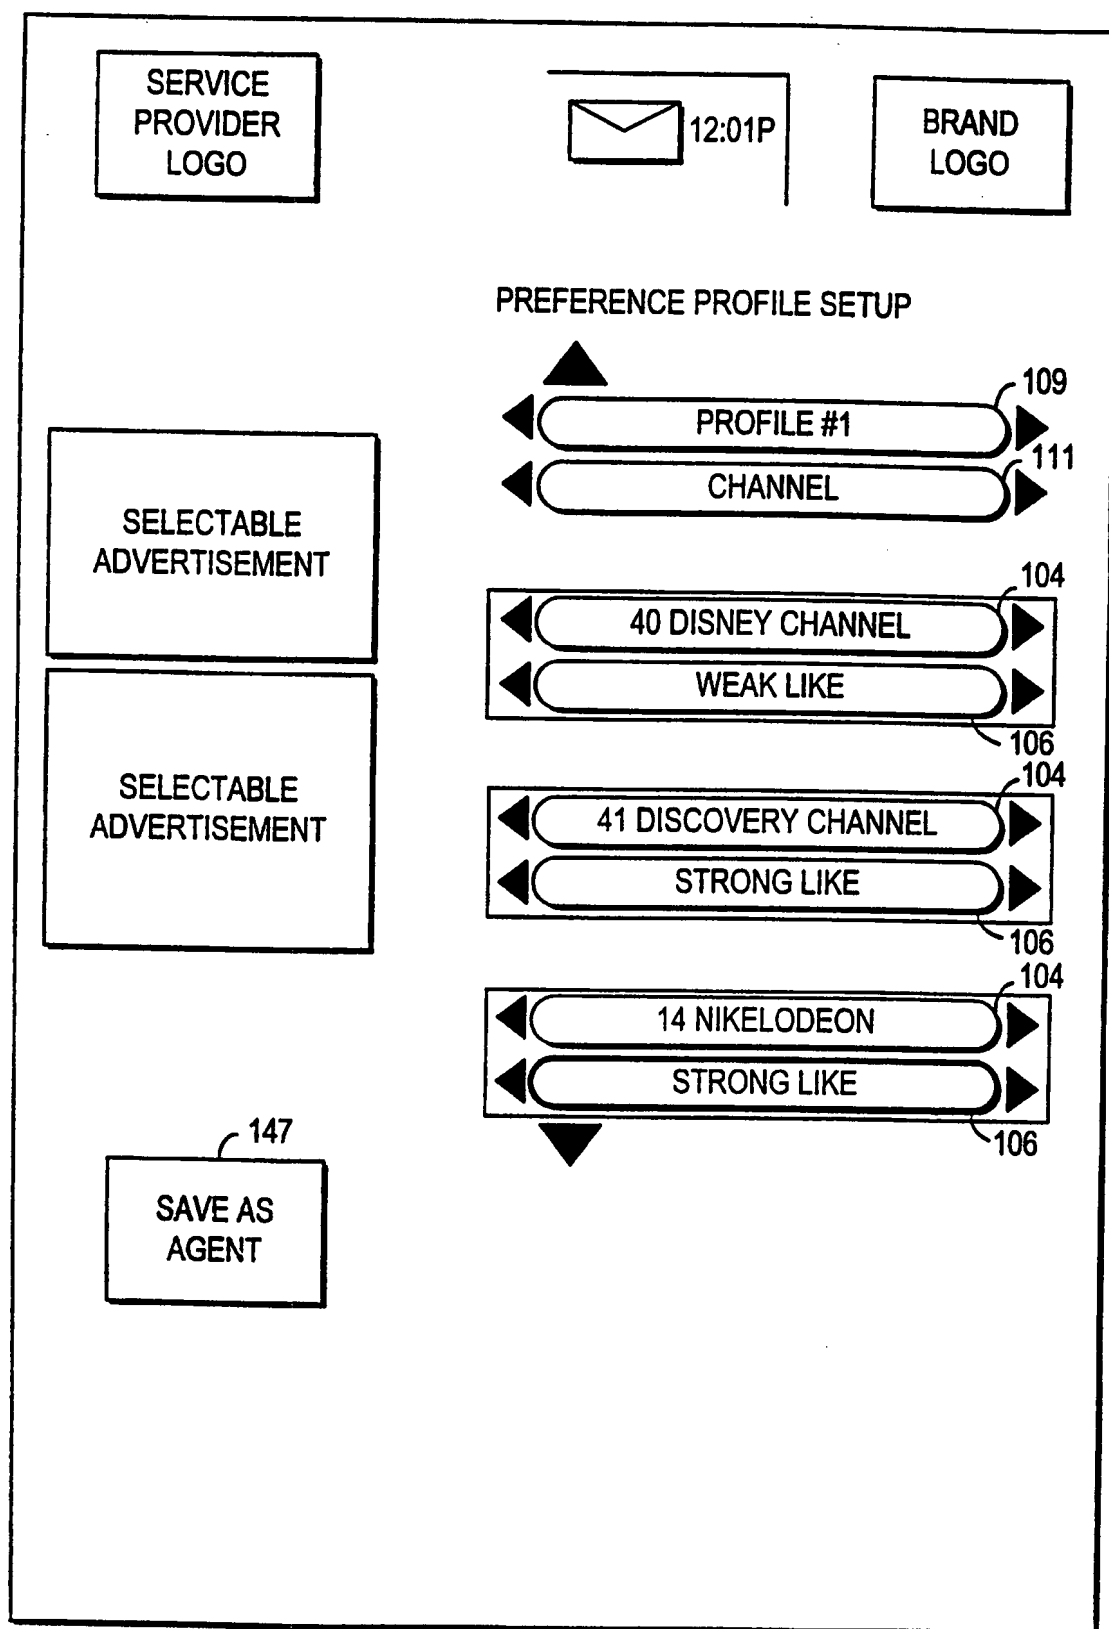 SERVICE
PROVIDER
LOGO
12:01P
BRAND
LOGO
PREFERENCE PROFILE SETUP
109
PROFILE #1
111
CHANNEL
SELECTABLE
ADVERTISEMENT
104
40 DISNEY CHANNEL
WEAK LIKE
106
SELECTABLE
ADVERTISEMENT
104
41 DISCOVERY CHANNEL
STRONG LIKE
106
104
14 NIKELODEON
STRONG LIKE
106
147
SAVE AS
AGENT